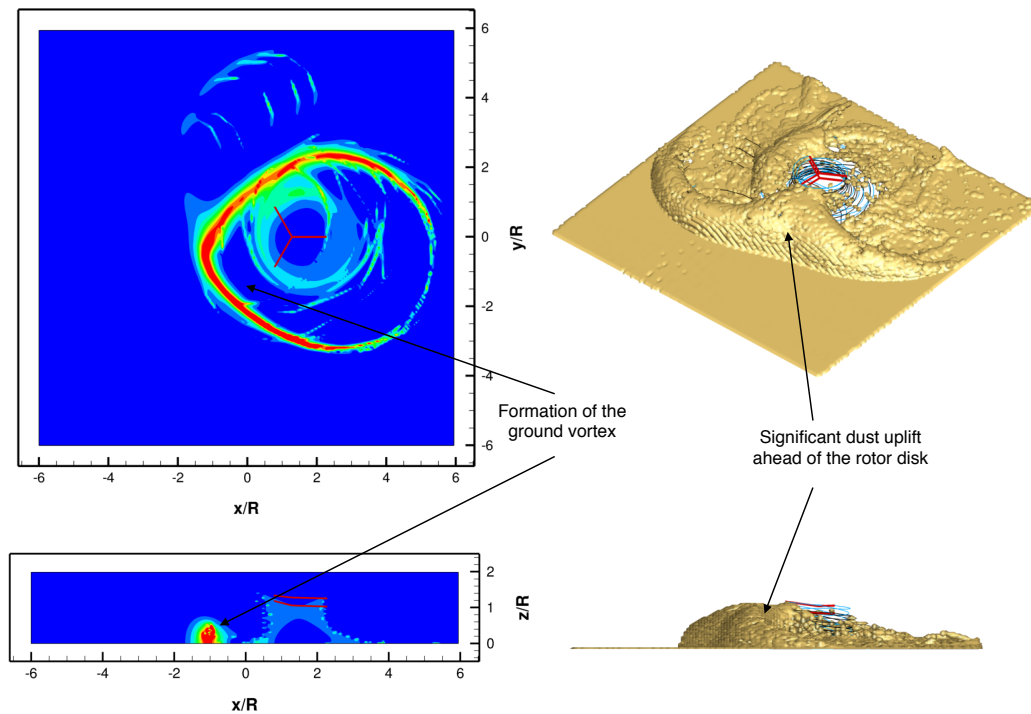 6
4
2
0
-2
-4
-6
y/R
-6 -4 -2 0 2 4 6
x/R
Formation of the
ground vortex
Significant dust uplift
ahead of the rotor disk
2
1
0
z/R
-6 -4 -2 0 2 4 6
x/R